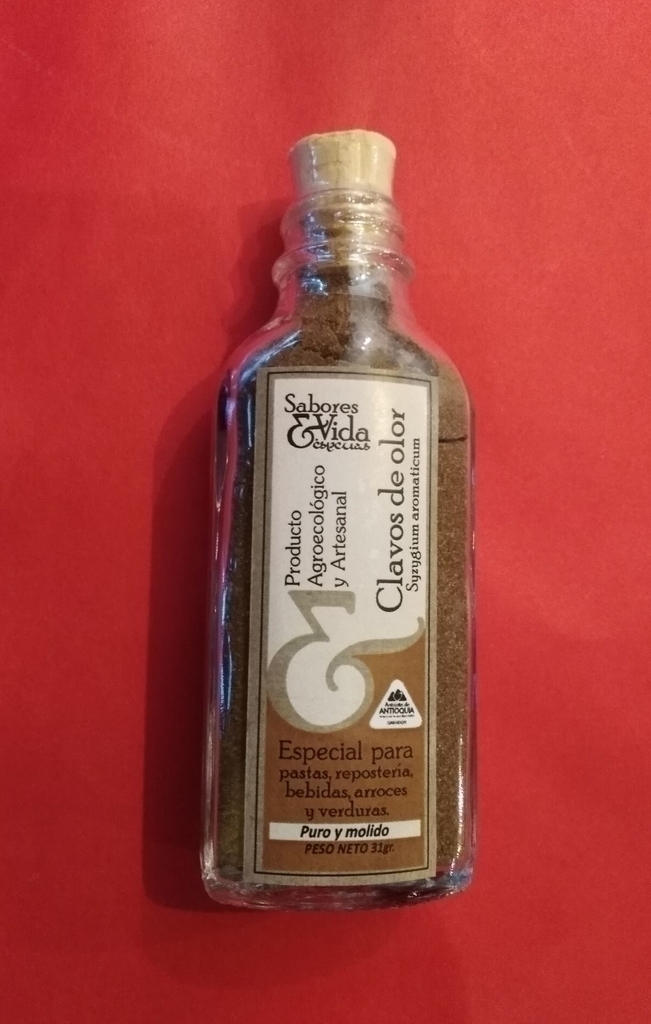 Sabores
& Vida
Especias
Producto
Agroecológico
y Artesanal
Clavos de olor
Syzygium aromaticum
&
ANTIOQUIA
Especial para
pastas, repostería,
bebidas, arroces
y verduras.
Puro y molido
PESO NETO 31gr.